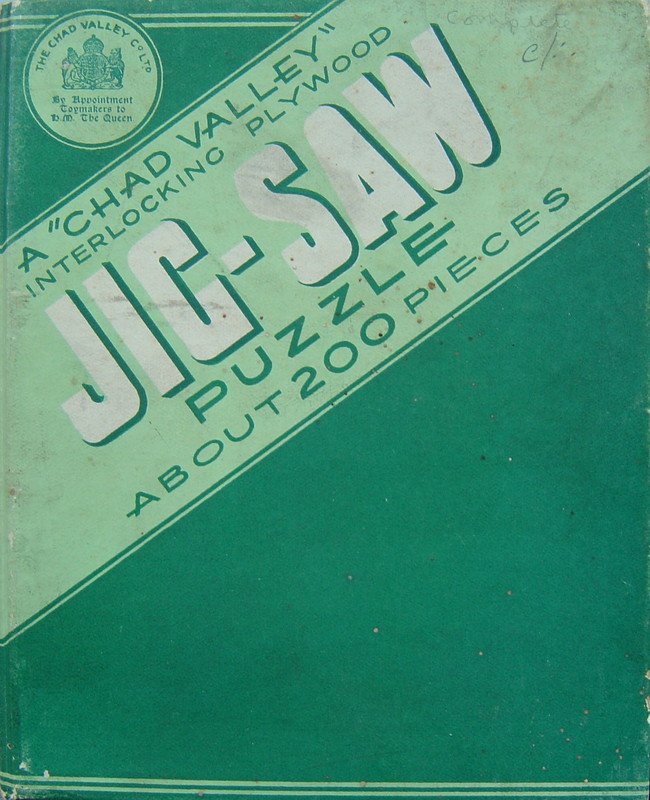 THE CHAD VALLEY Co LTD
By Appointment
Toymakers to
H.M. The Queen
complete
A "CHAD VALLEY"
INTERLOCKING PLYWOOD
JIG-SAW
PUZZLE
ABOUT 200 PIECES